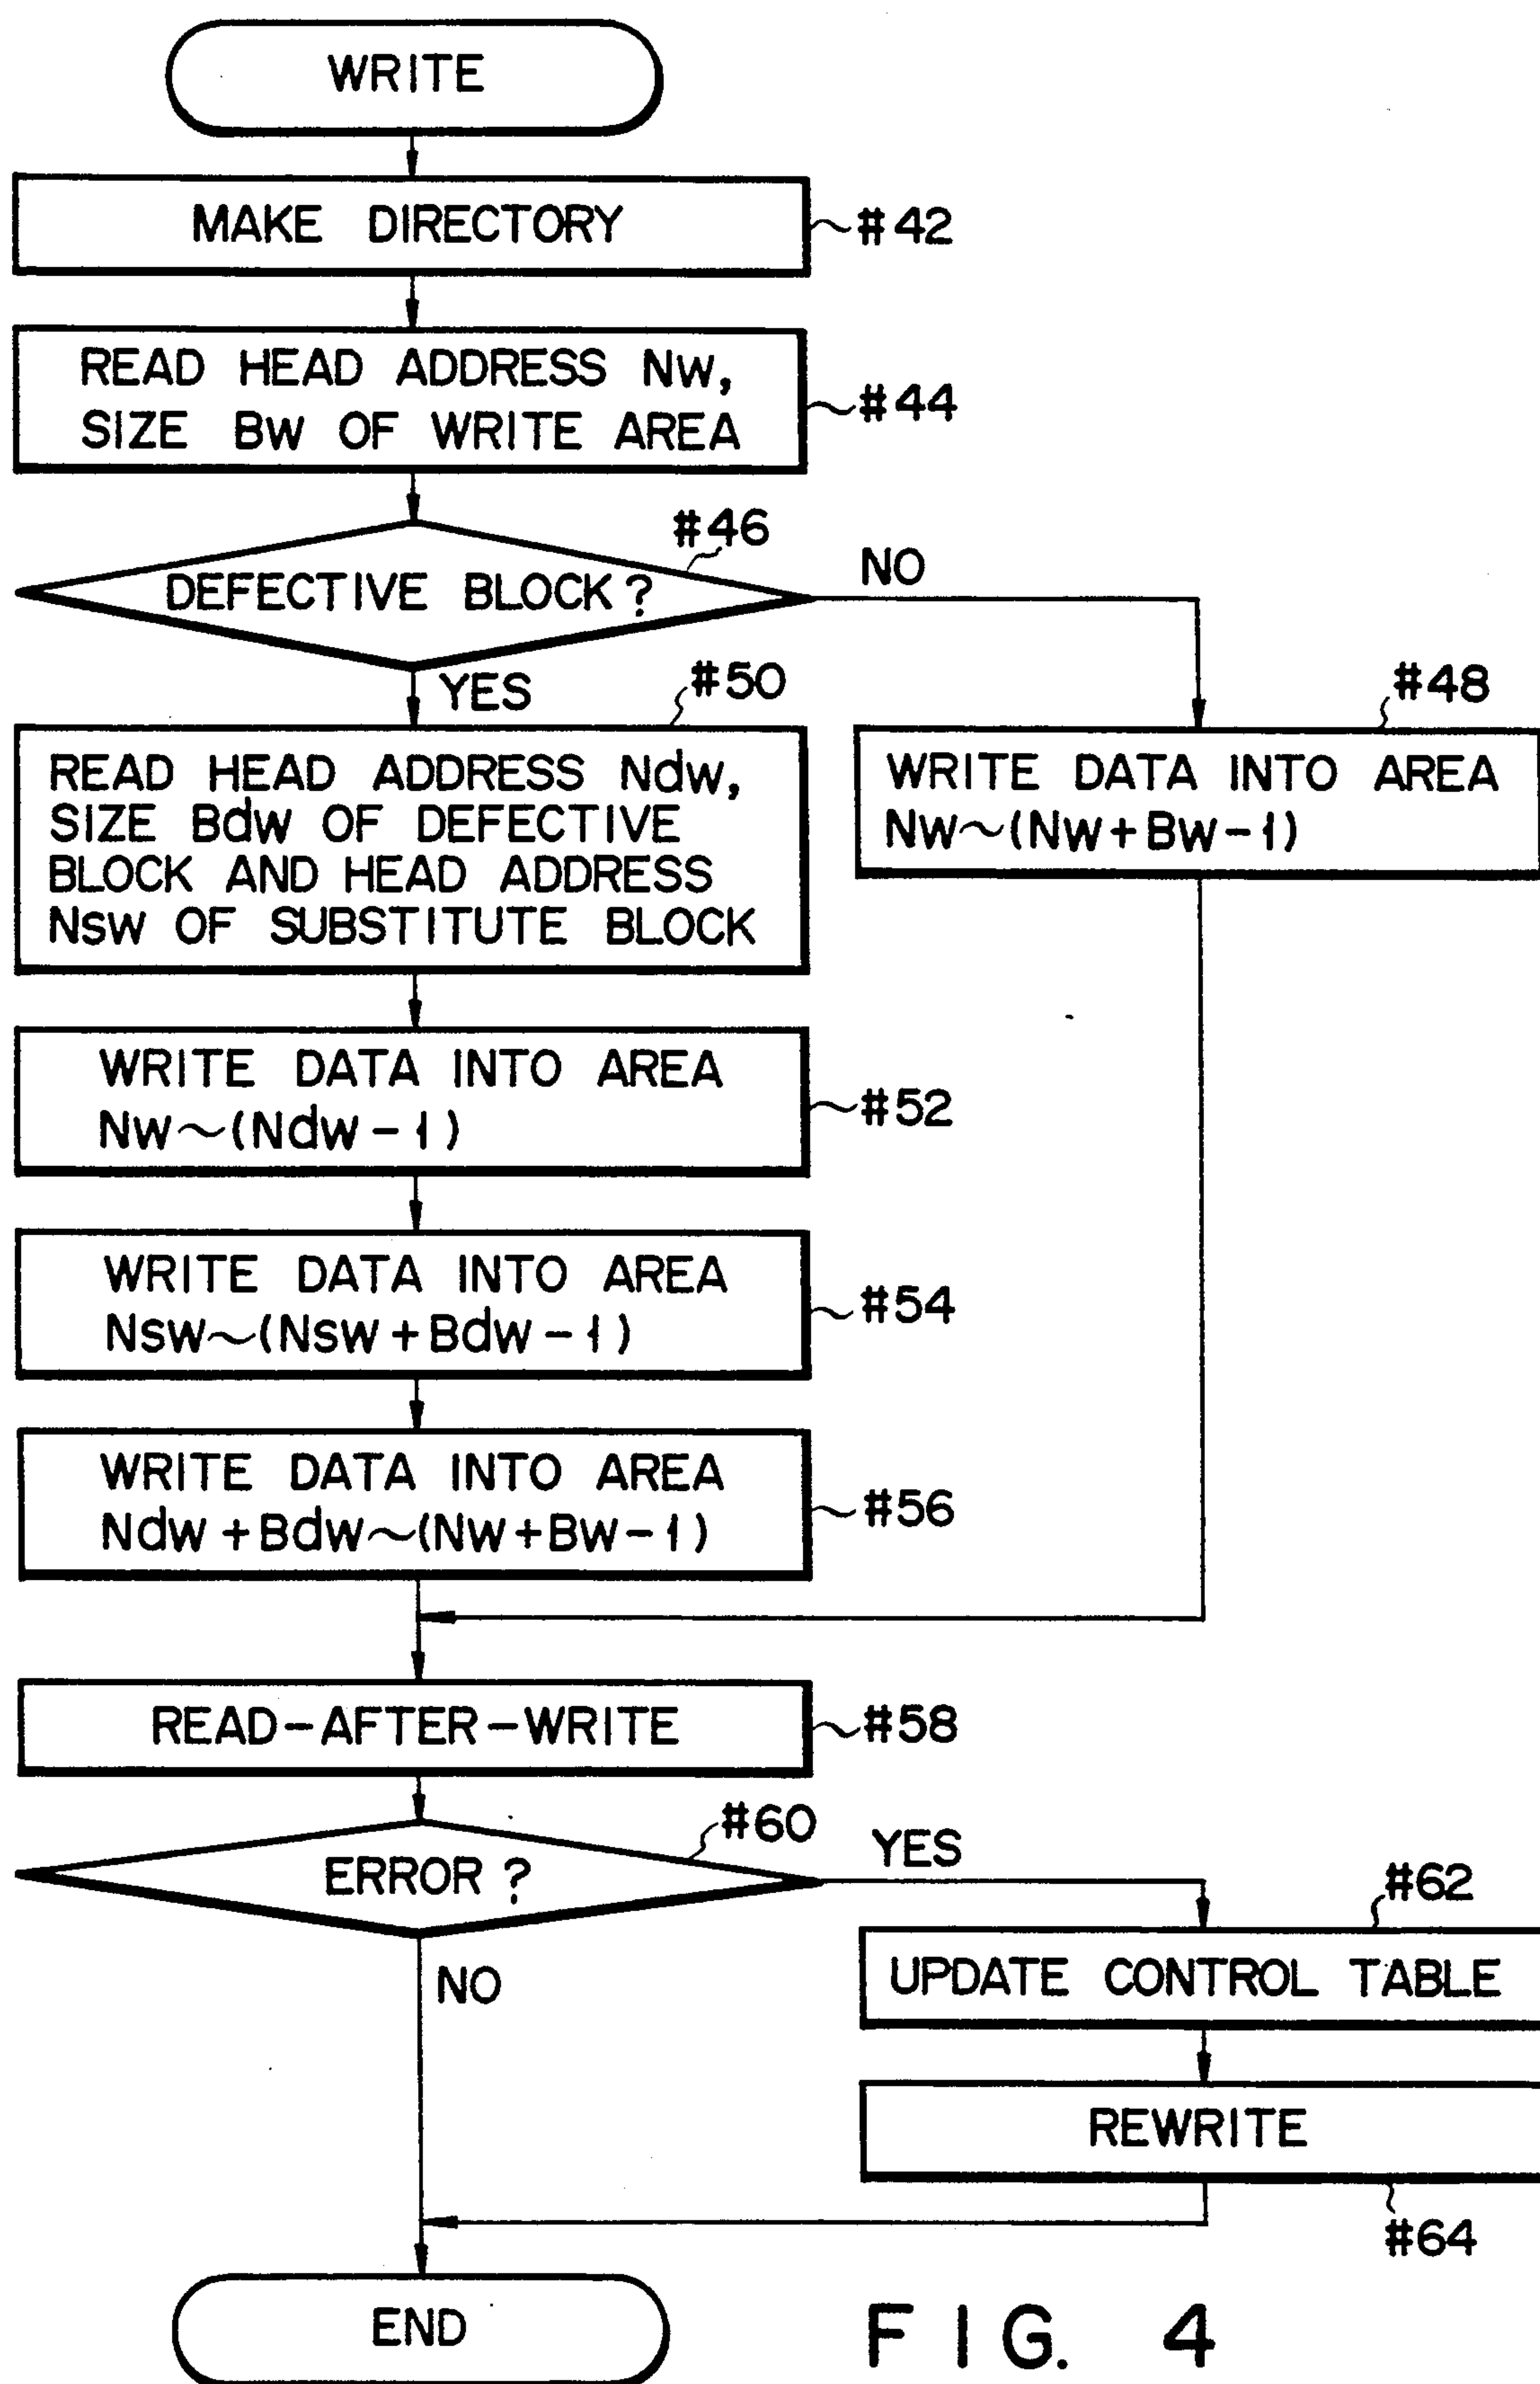 WRITE
MAKE DIRECTORY
#42
READ HEAD ADDRESS Nw,
SIZE Bw OF WRITE AREA
#44
#46
DEFECTIVE BLOCK?
NO
YES
#50
READ HEAD ADDRESS Ndw,
SIZE Bdw OF DEFECTIVE
BLOCK AND HEAD ADDRESS
Nsw OF SUBSTITUTE BLOCK
#48
WRITE DATA INTO AREA
Nw~(Nw+Bw-1)
WRITE DATA INTO AREA
Nw~(Ndw-1)
#52
WRITE DATA INTO AREA
Nsw~(Nsw+Bdw-1)
#54
WRITE DATA INTO AREA
Ndw+Bdw~(Nw+Bw-1)
#56
READ-AFTER-WRITE
#58
#60
ERROR?
YES
NO
#62
UPDATE CONTROL TABLE
REWRITE
#64
END
FIG. 4